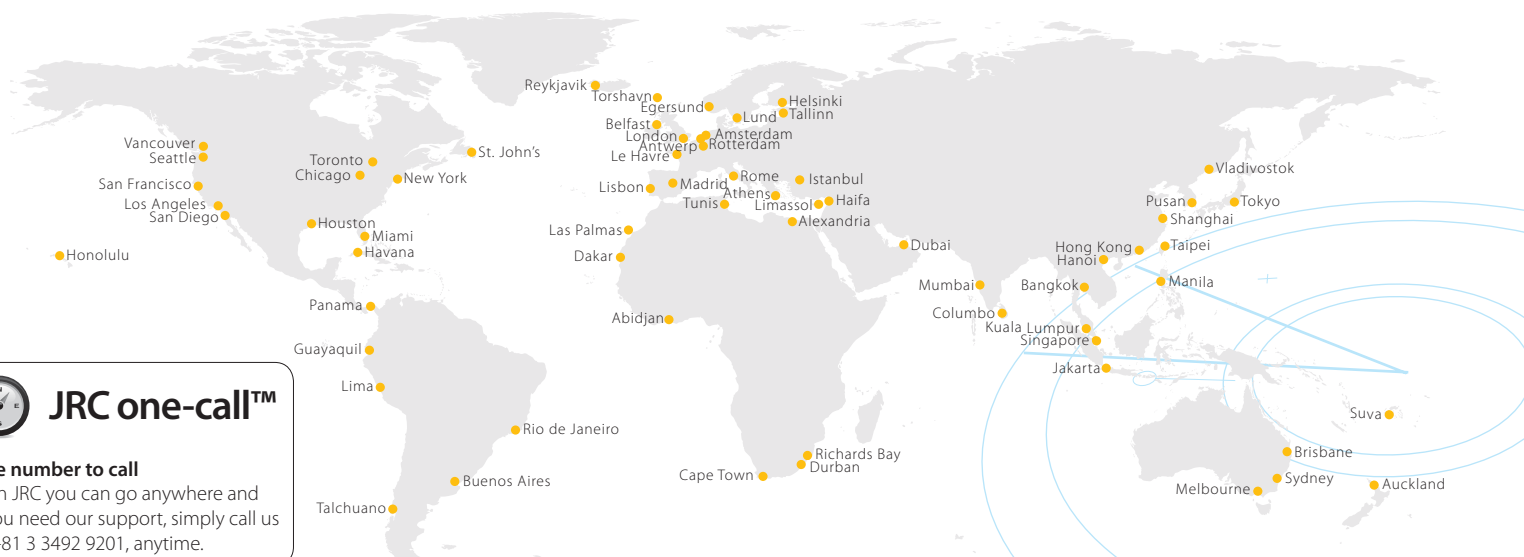 Reykjavik
Torshavn
Egersund
Helsinki
Tallinn
Lund
Belfast
London
Amsterdam
Antwerp
Rotterdam
Le Havre
Vancouver
Seattle
Toronto
Chicago
St. John's
New York
San Francisco
Los Angeles
San Diego
Houston
Miami
Havana
Honolulu
Lisbon
Madrid
Rome
Istanbul
Athens
Tunis
Limassol
Haifa
Alexandria
Las Palmas
Dakar
Dubai
Vladivostok
Pusan
Tokyo
Shanghai
Hong Kong
Taipei
Hanoi
Mumbai
Bangkok
Manila
Columbo
Kuala Lumpur
Singapore
Jakarta
Panama
Abidjan
Guayaquil
Lima
Suva
Rio de Janeiro
Richards Bay
Durban
Cape Town
Buenos Aires
Talchuano
Brisbane
Sydney
Melbourne
Auckland
JRC one-call™
number to call
JRC you can go anywhere and
need our support, simply call us
81 3 3492 9201, anytime.